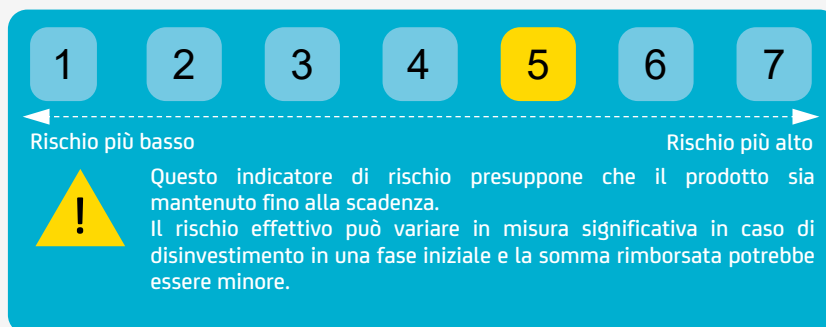 1 2 3 4 5 6 7
Rischio più basso Rischio più alto
Questo indicatore di rischio presuppone che il prodotto sia
mantenuto fino alla scadenza.
!
Il rischio effettivo può variare in misura significativa in caso di
disinvestimento in una fase iniziale e la somma rimborsata potrebbe
essere minore.